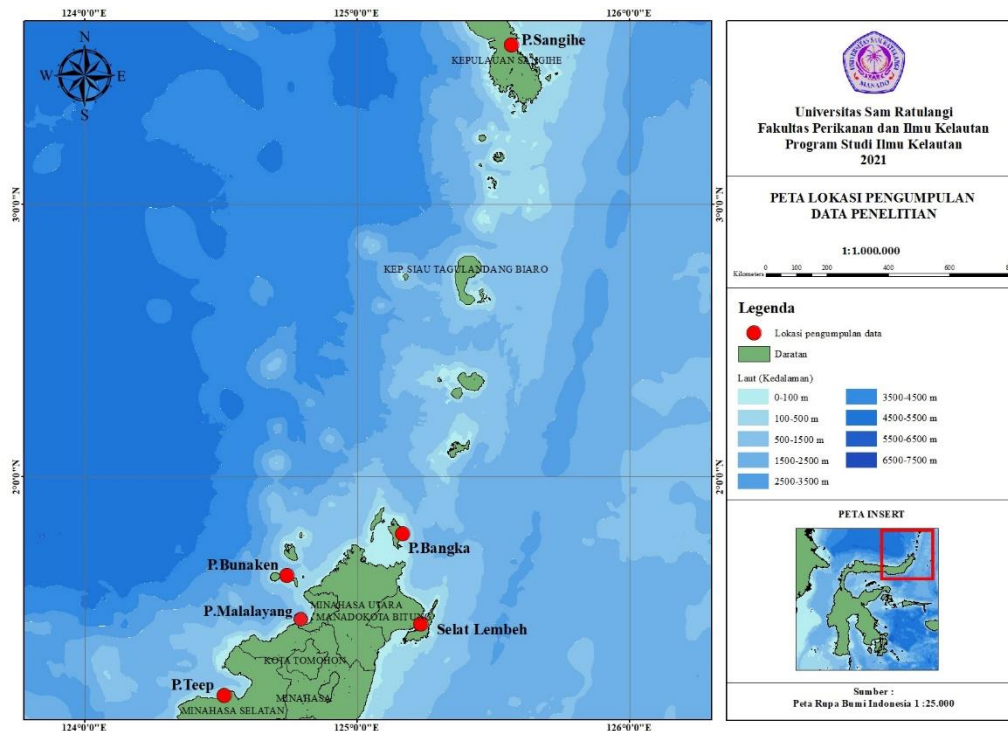 124°0'0"E
125°0'0"E
126°0'0"E
N
W
E
S
3°0'0"N
2°0'0"N
P.Sangihe
KEPULAUAN SANGIHE
KEP SIAU TAGULANDANG BIARO
P.Bangka
P.Bunaken
P.Malalayang
MINAHASA UTARA
MANADO
KOTA BITUNG
Selat Lembeh
KOTA TOMOHON
P.Teep
MINAHASA
MINAHASA SELATAN
3°0'0"N
2°0'0"N
124°0'0"E
125°0'0"E
126°0'0"E
UNIVERSITAS SAM RATULANGI
MANADO
Universitas Sam Ratulangi
Fakultas Perikanan dan Ilmu Kelautan
Program Studi Ilmu Kelautan
2021
PETA LOKASI PENGUMPULAN
DATA PENELITIAN
1:1.000.000
Kilometers
0 100 200 400 600
Legenda
Lokasi pengumpulan data
Daratan
Laut (Kedalaman)
0-100 m
100-500 m
500-1500 m
1500-2500 m
2500-3500 m
3500-4500 m
4500-5500 m
5500-6500 m
6500-7500 m
PETA INSERT
Sumber :
Peta Rupa Bumi Indonesia 1 :25.000